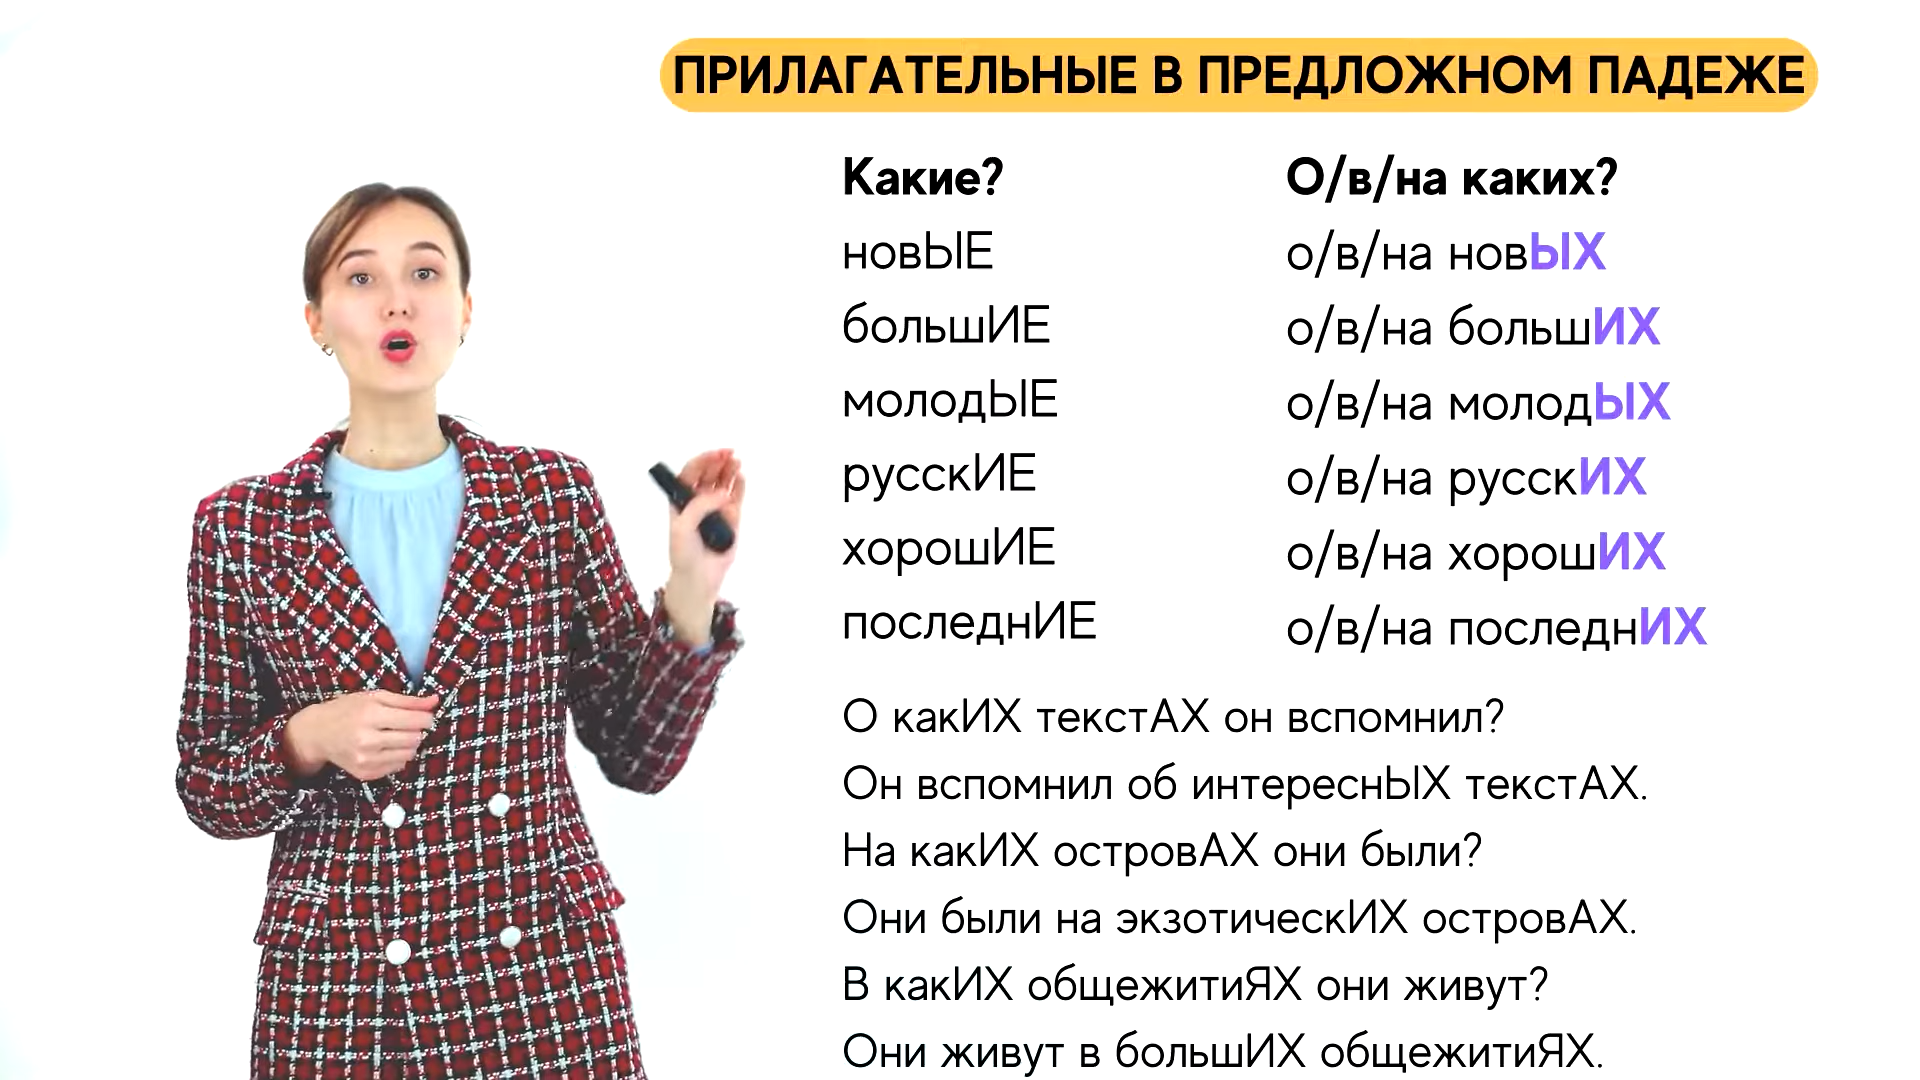 ПРИЛАГАТЕЛЬНЫЕ В ПРЕДЛОЖНОМ ПАДЕЖЕ
Какие? О/в/на каких?
новЫЕ о/в/на новЫХ
большИЕ о/в/на большИХ
молодЫЕ о/в/на молодЫХ
русскИЕ о/в/на русскИХ
хорошИЕ о/в/на хорошИХ
последнИЕ о/в/на последнИХ
О какИХ текстАХ он вспомнил?
Он вспомнил об интереснЫХ текстАХ.
На какИХ островАХ они были?
Они были на экзотическИХ островАХ.
В какИХ общежитиЯХ они живут?
Они живут в большИХ общежитиЯХ.